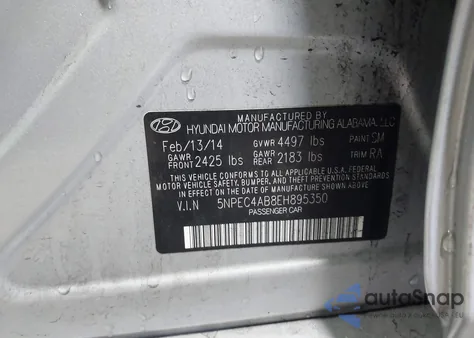 MANUFACTURED BY
HYUNDAI MOTOR MANUFACTURING ALABAMA, LLC
Feb/13/14 GVWR 4497 lbs PAINT SM
GAWR FRONT 2425 lbs GAWR REAR 2183 lbs TRIM RA
THIS VEHICLE CONFORMS TO ALL APPLICABLE U.S. FEDERAL
MOTOR VEHICLE SAFETY, BUMPER, AND THEFT PREVENTION
STANDARDS IN EFFECT ON THE DATE OF MANUFACTURE SHOWN
ABOVE.
V.I.N 5NPEC4AB8EH895350
PASSENGER CAR
autoSnap